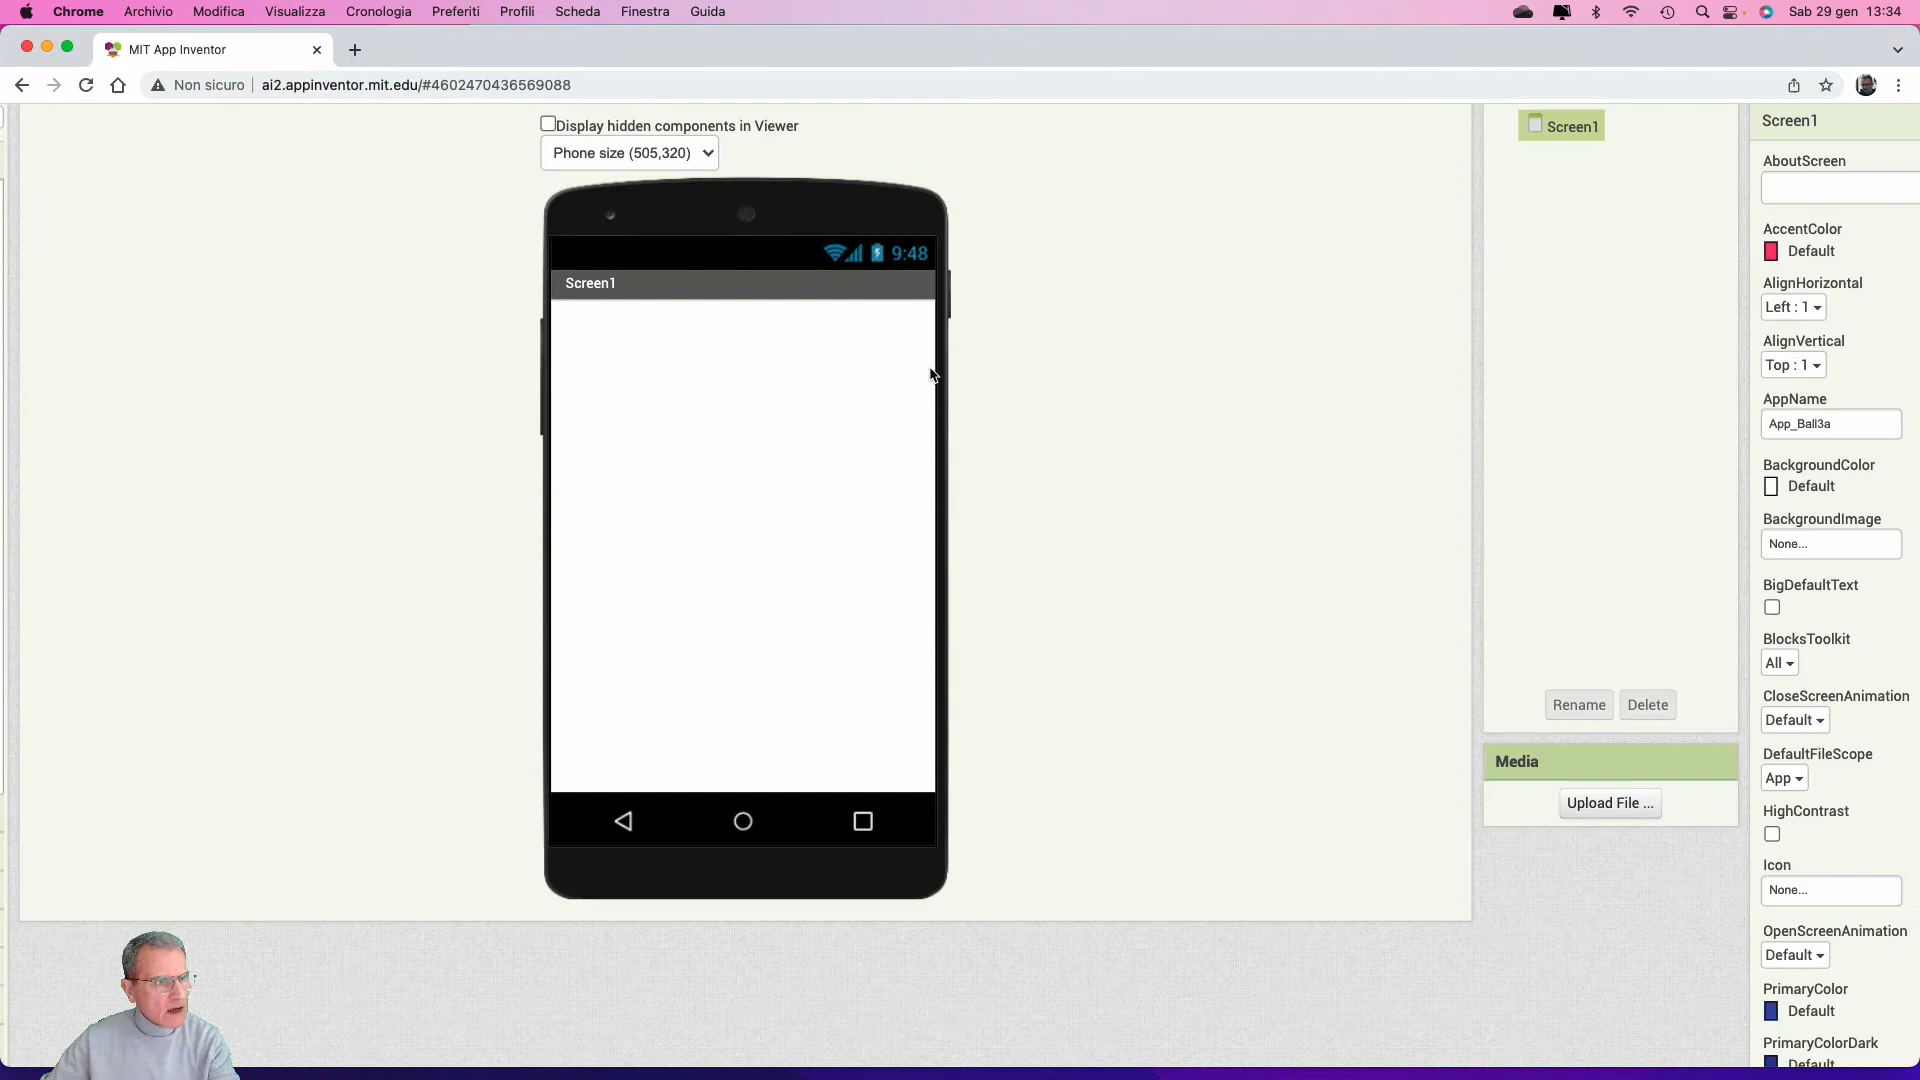 Chrome Archivio Modifica Visualizza Cronologia Preferiti Profili Scheda Finestra Guida Sab 29 gen 13:34
MIT App Inventor
Non sicuro ai2.appinventor.mit.edu/#4602470436569088
Display hidden components in Viewer
Phone size (505,320)
9:48
Screen1
Screen1
Rename Delete
Media
Upload File ...
Screen1
AboutScreen
AccentColor
Default
AlignHorizontal
Left : 1
AlignVertical
Top : 1
AppName
App_Ball3a
BackgroundColor
Default
BackgroundImage
None...
BigDefaultText
BlocksToolkit
All
CloseScreenAnimation
Default
DefaultFileScope
App
HighContrast
Icon
None...
OpenScreenAnimation
Default
PrimaryColor
Default
PrimaryColorDark
Default